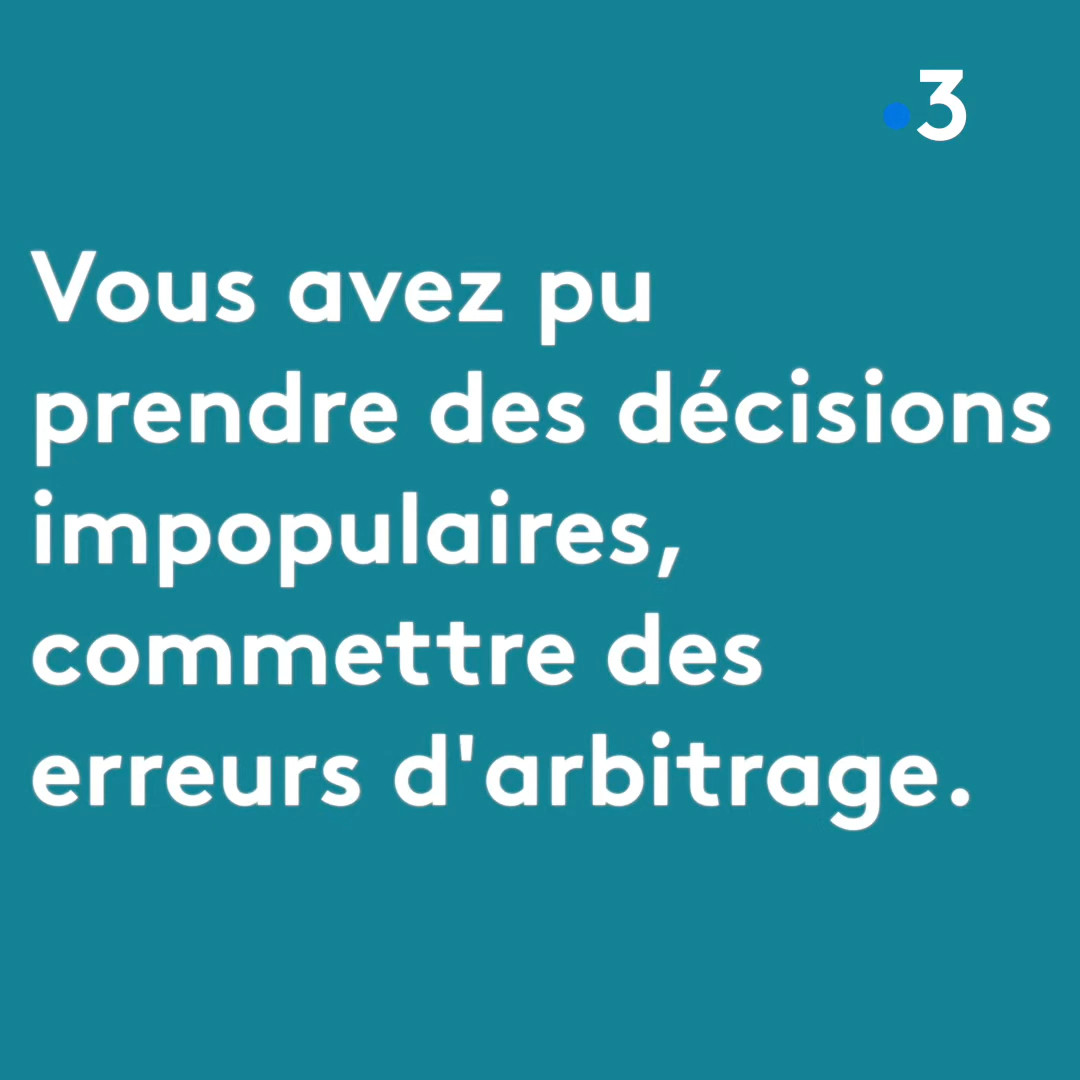 3
Vous avez pu
prendre des décisions
impopulaires,
commettre des
erreurs d'arbitrage.